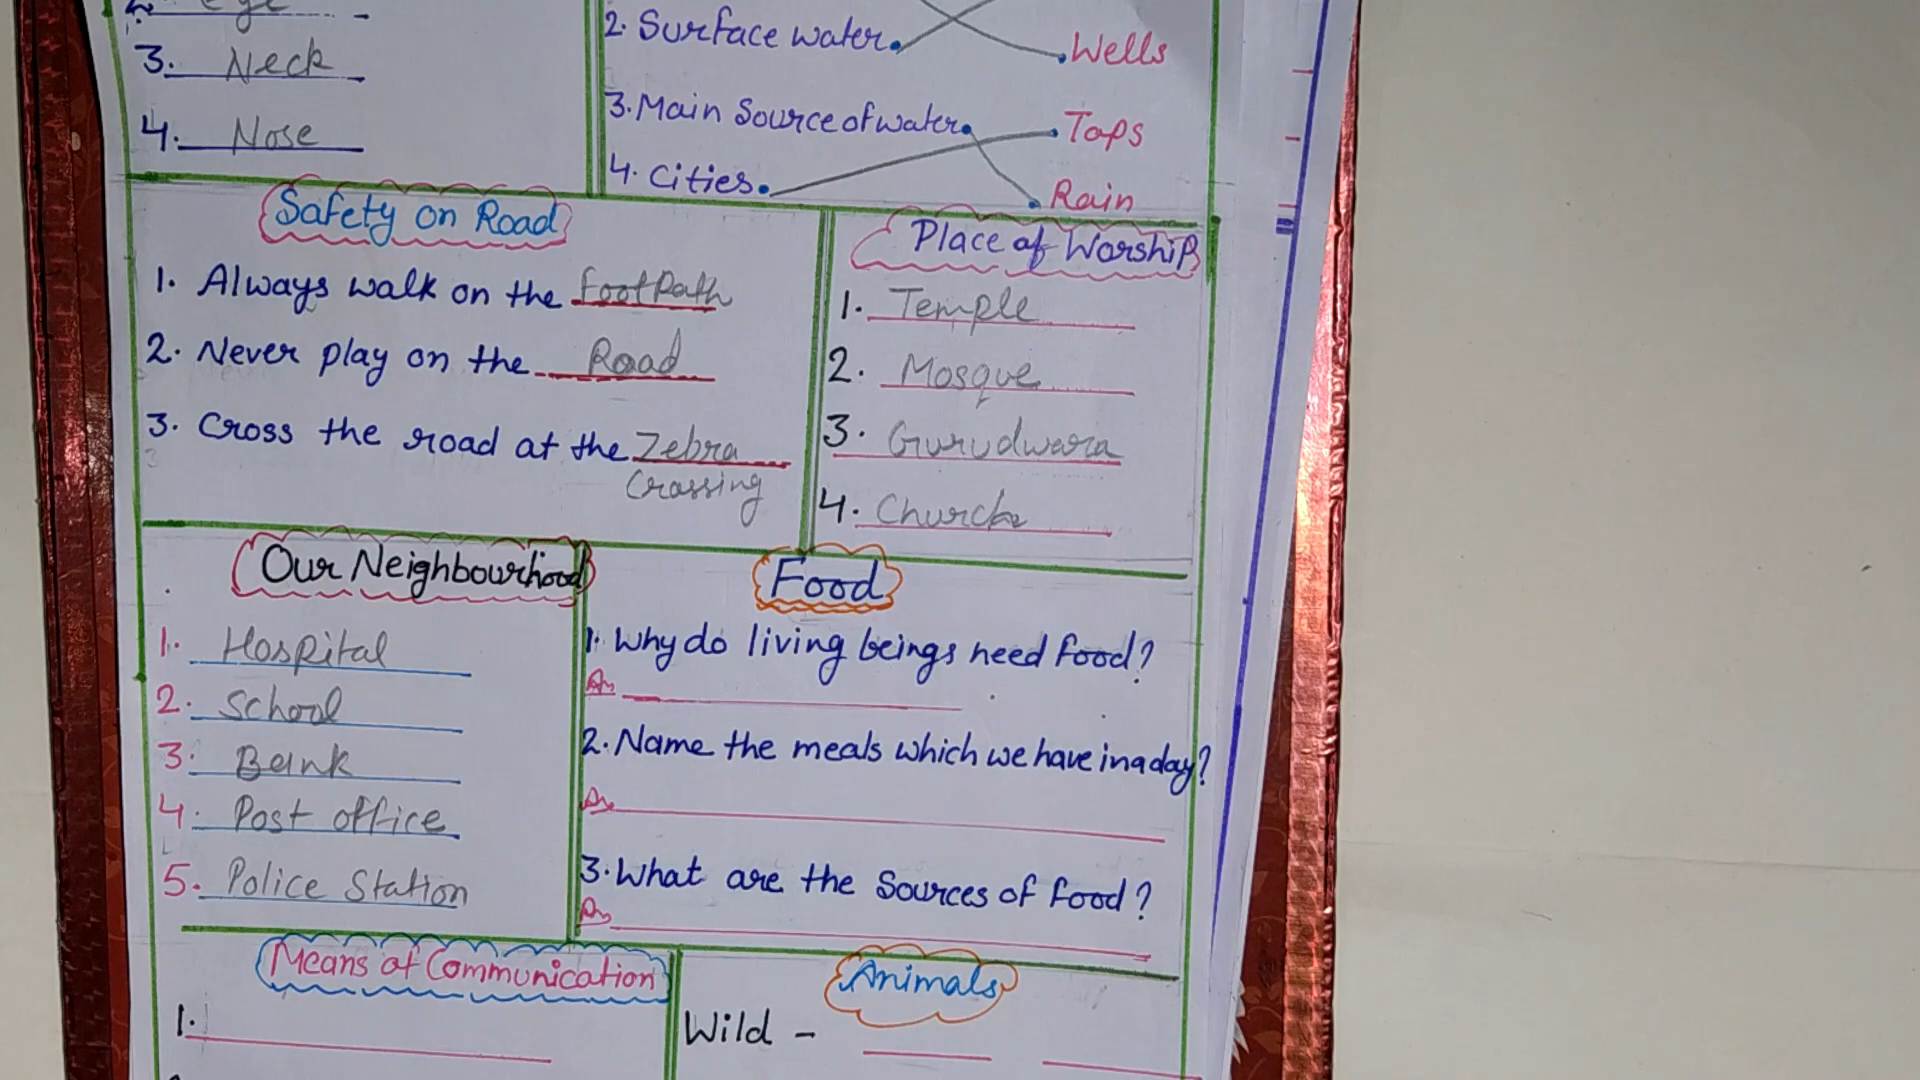 2. eye
3. Neck
4. Nose
2. Surface water
3. Main Source of water
4. Cities
Wells
Taps
Rain
Safety on Road
1. Always walk on the footPath
2. Never play on the Road
3. Cross the road at the Zebra
Crossing
Place of Worship
1. Temple
2. Mosque
3. Gurudwara
4. Church
Our Neighbourhood
1. Hospital
2. School
3. Bank
4. Post office
5. Police Station
Food
1. Why do living beings need food?
An
2. Name the meals which we have in a day?
An
3. What are the Sources of food?
An
Means of Communication
1.
Animals
Wild -